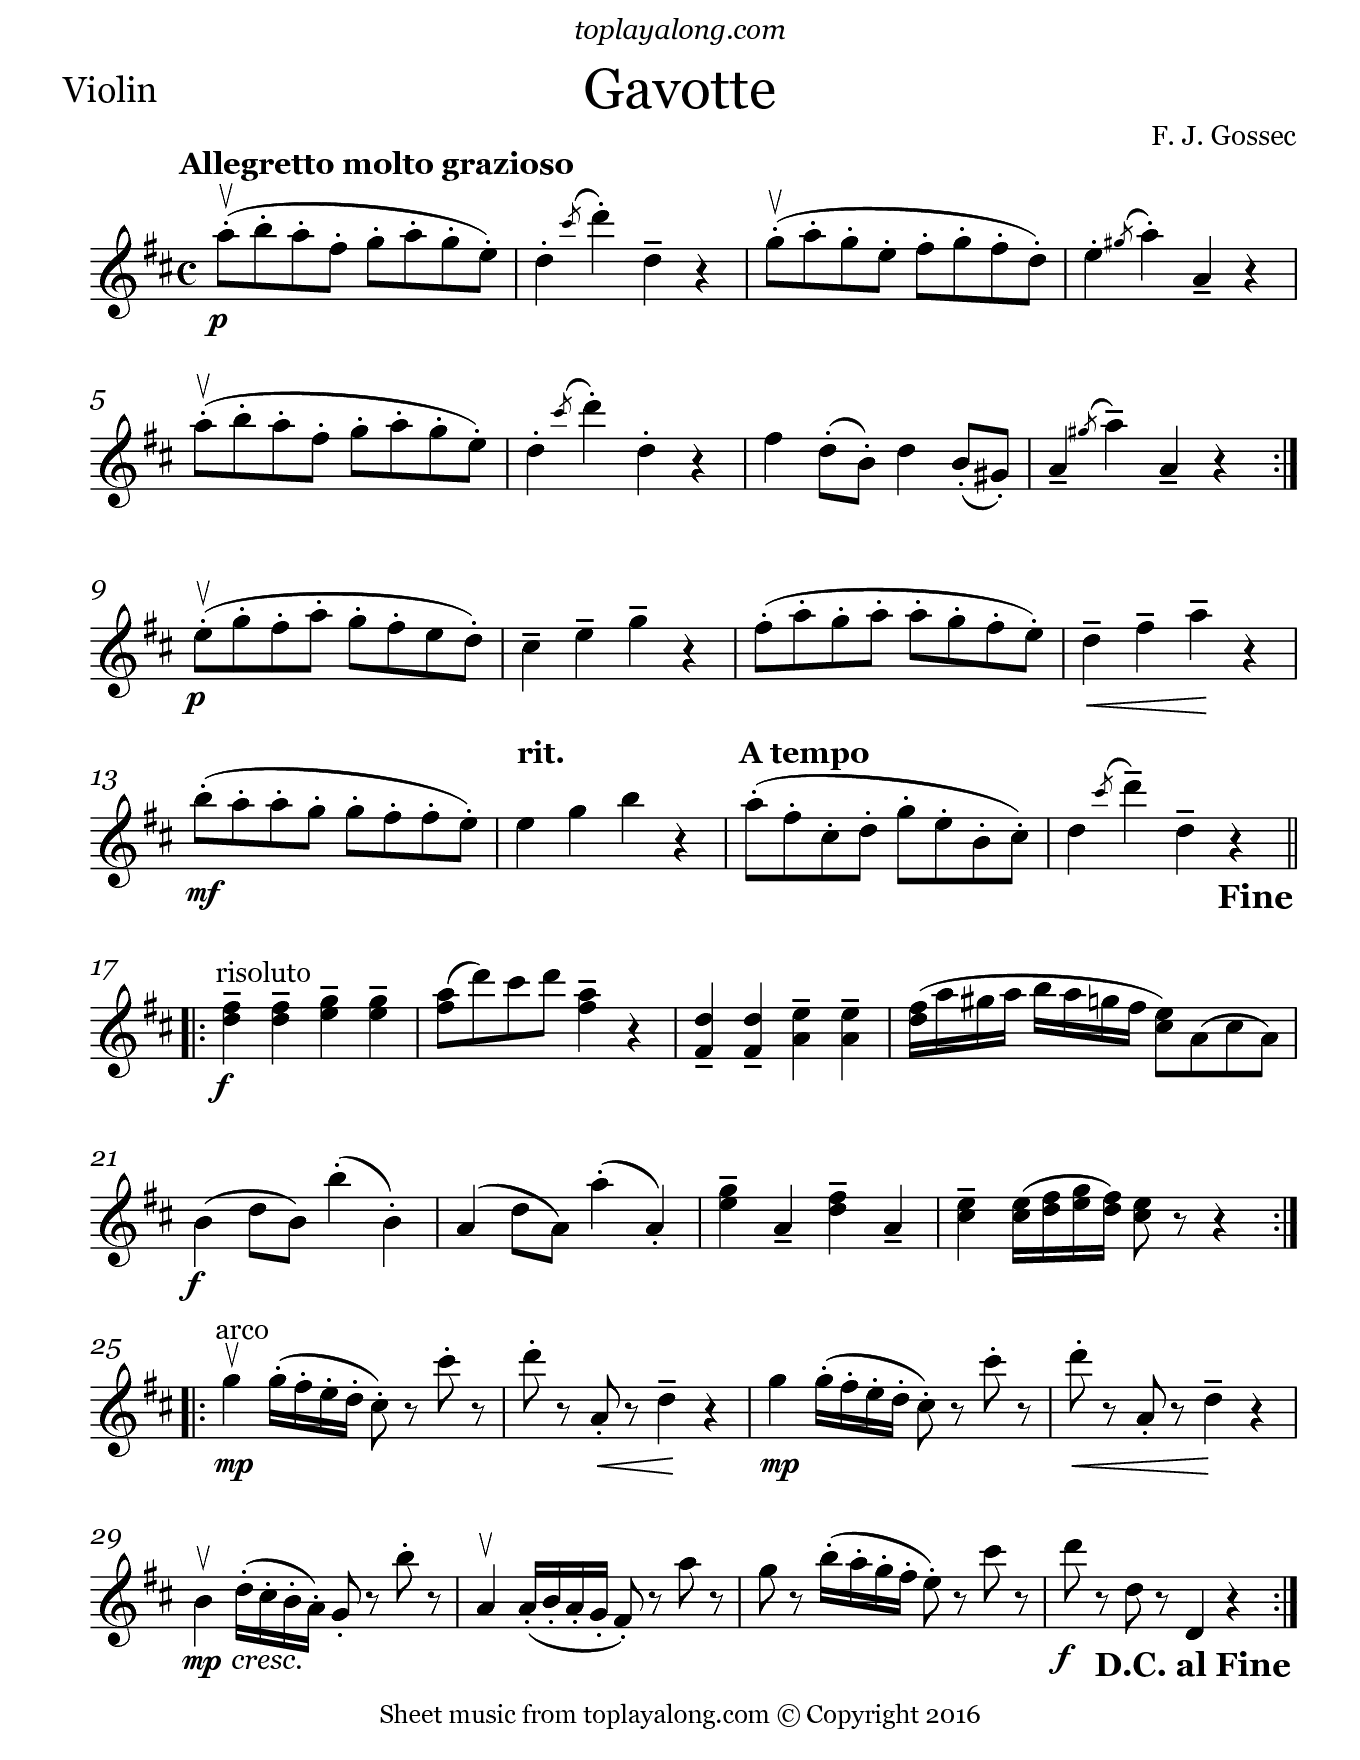 toplayalong.com
Violin
Gavotte
F. J. Gossec
Allegretto molto grazioso
p
5
9
p
rit.
A tempo
13
mf
Fine
17
risoluto
f
21
f
25
arco
mp
mp
29
mp cresc.
f
D.C. al Fine
Sheet music from toplayalong.com © Copyright 2016